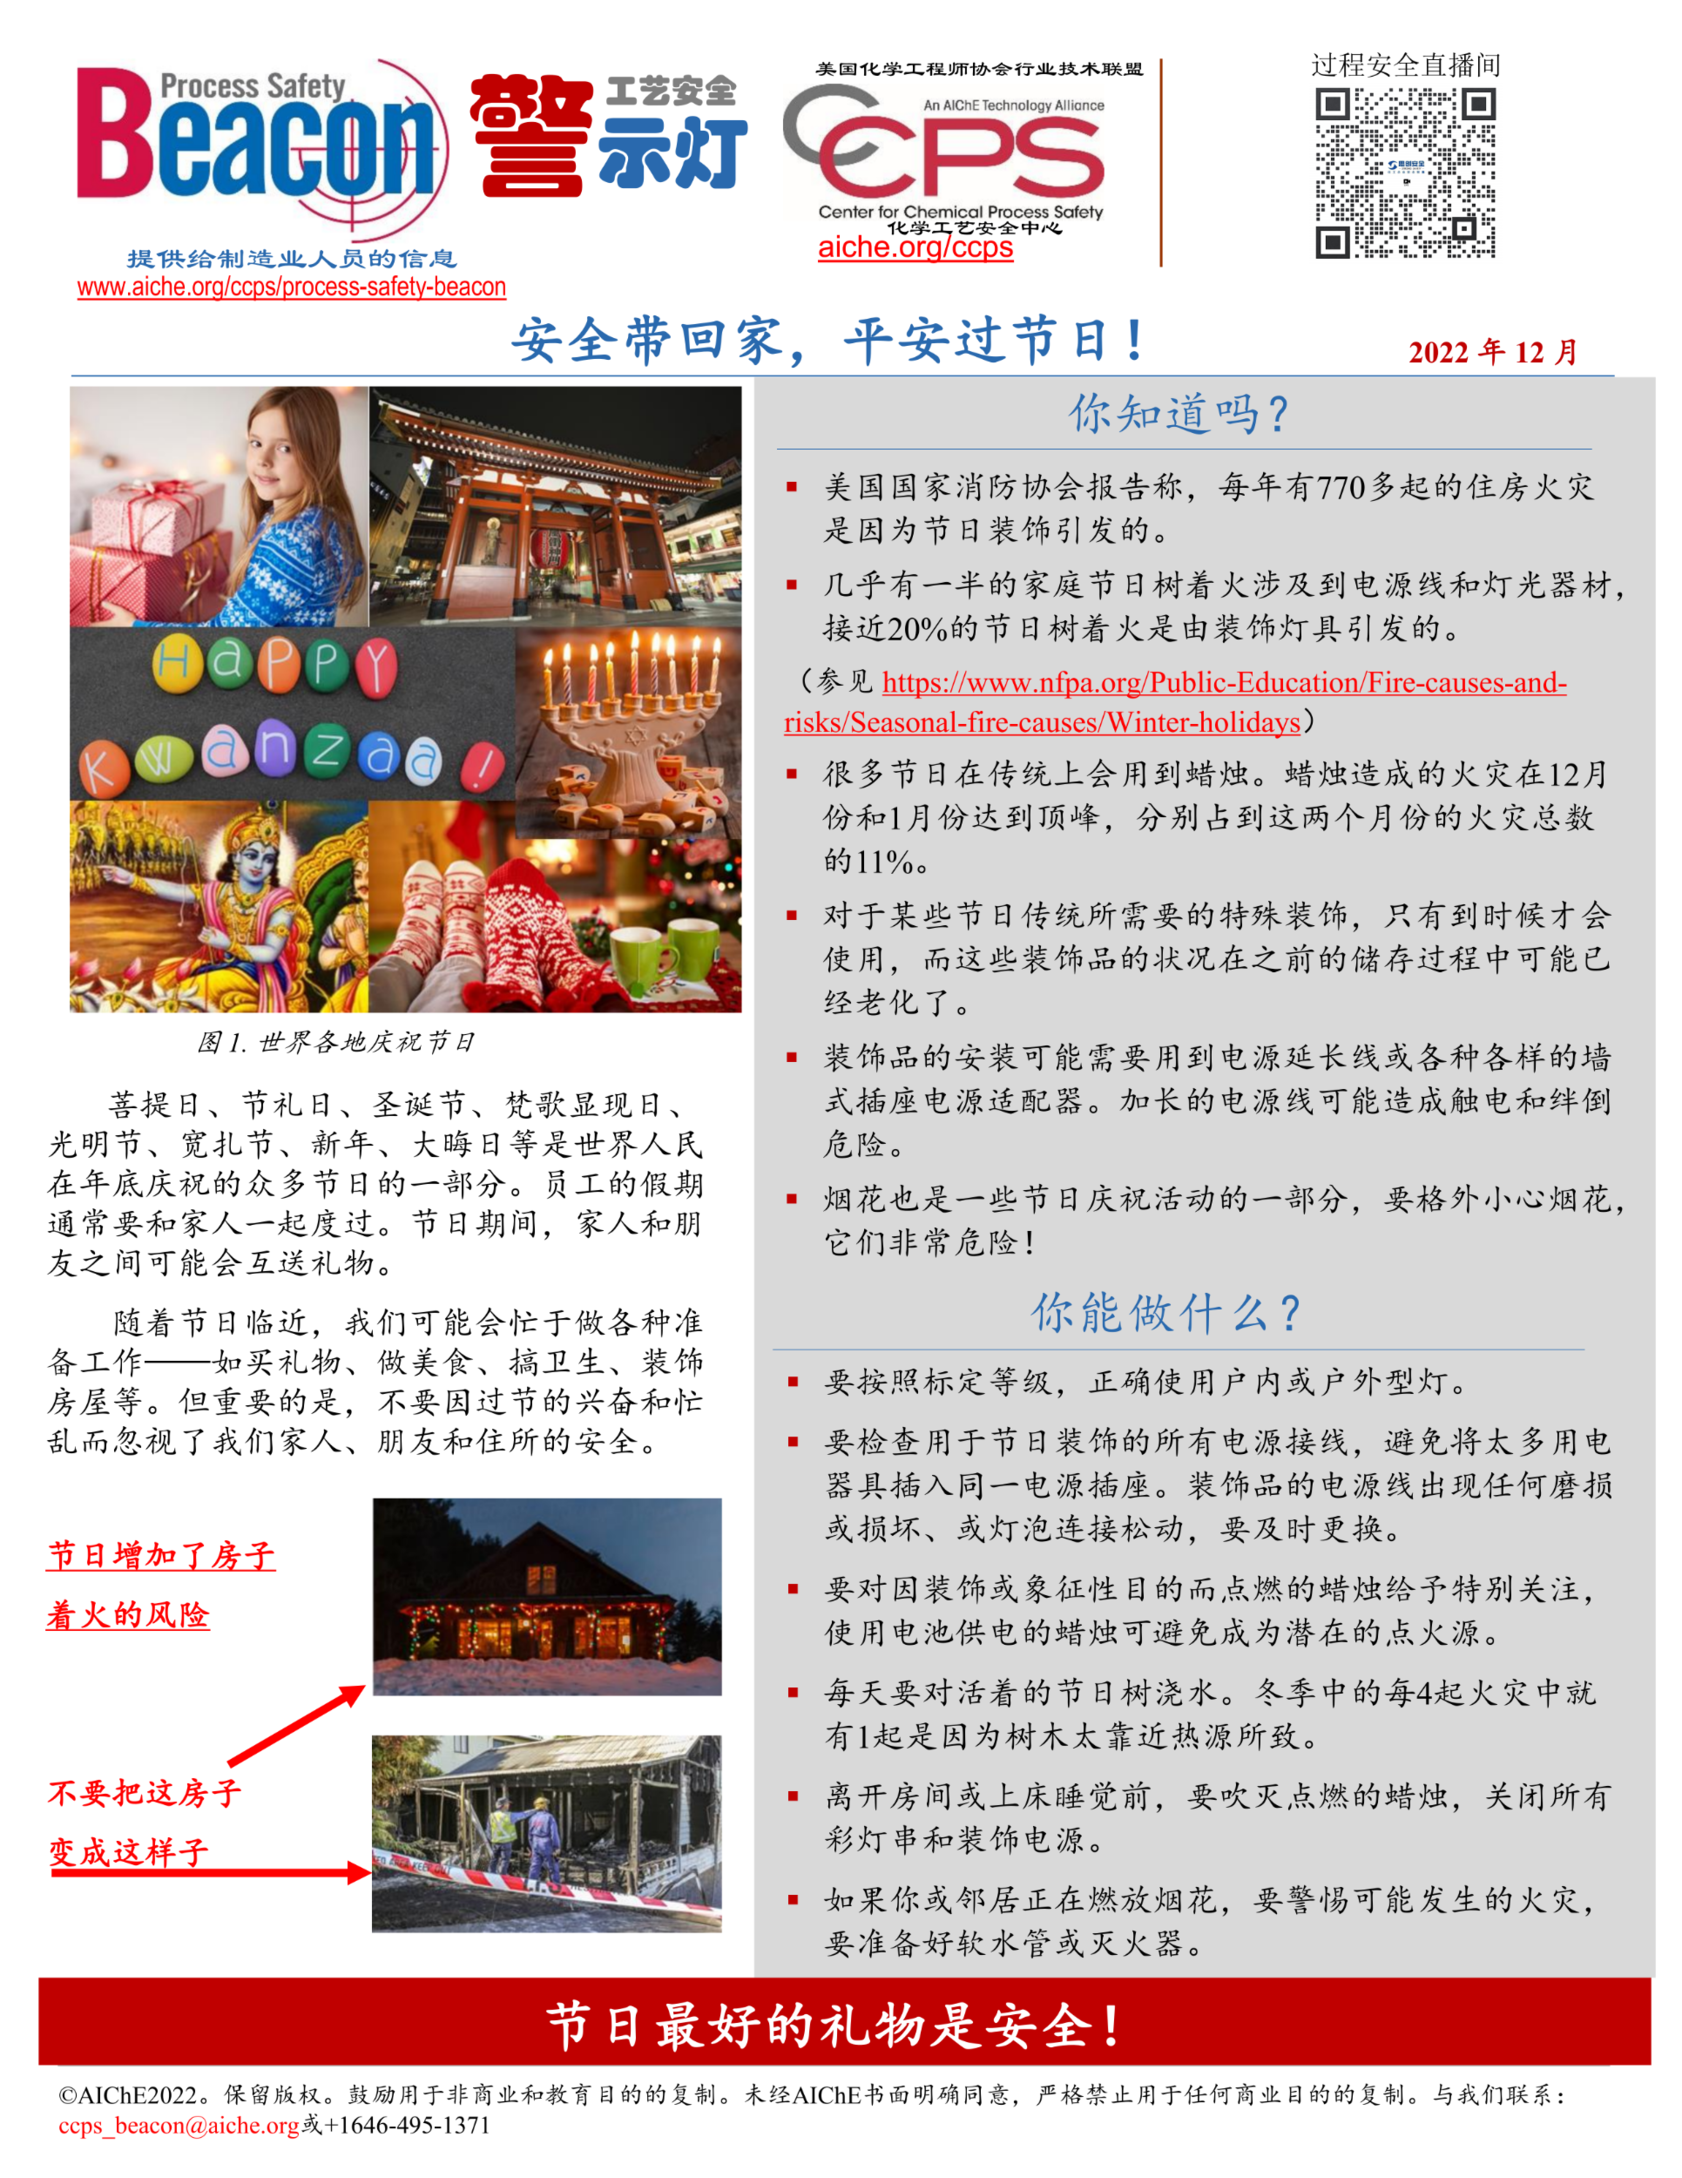 Process Safety
Beacon
警示灯
工艺安全
提供给制造业人员的信息
www.aiche.org/ccps/process-safety-beacon
美国化学工程师协会行业技术联盟
An AIChE Technology Alliance
CCPS
Center for Chemical Process Safety
化学工艺安全中心
aiche.org/ccps
过程安全直播间
安全带回家，平安过节日！
2022 年 12 月
HaPPY
Kwanzaa!
图 1. 世界各地庆祝节日
菩提日、节礼日、圣诞节、梵歌显现日、
光明节、宽扎节、新年、大晦日等是世界人民
在年底庆祝的众多节日的一部分。员工的假期
通常要和家人一起度过。节日期间，家人和朋
友之间可能会互送礼物。
随着节日临近，我们可能会忙于做各种准
备工作——如买礼物、做美食、搞卫生、装饰
房屋等。但重要的是，不要因过节的兴奋和忙
乱而忽视了我们家人、朋友和住所的安全。
节日增加了房子
着火的风险
不要把这房子
变成这样子
你知道吗？
▪ 美国国家消防协会报告称，每年有770多起的住房火灾
是因为节日装饰引发的。
▪ 几乎有一半的家庭节日树着火涉及到电源线和灯光器材，
接近20%的节日树着火是由装饰灯具引发的。
（参见 https://www.nfpa.org/Public-Education/Fire-causes-and-
risks/Seasonal-fire-causes/Winter-holidays）
▪ 很多节日在传统上会用到蜡烛。蜡烛造成的火灾在12月
份和1月份达到顶峰，分别占到这两个月份的火灾总数
的11%。
▪ 对于某些节日传统所需要的特殊装饰，只有到时候才会
使用，而这些装饰品的状况在之前的储存过程中可能已
经老化了。
▪ 装饰品的安装可能需要用到电源延长线或各种各样的墙
式插座电源适配器。加长的电源线可能造成触电和绊倒
危险。
▪ 烟花也是一些节日庆祝活动的一部分，要格外小心烟花，
它们非常危险！
你能做什么？
▪ 要按照标定等级，正确使用户内或户外型灯。
▪ 要检查用于节日装饰的所有电源接线，避免将太多用电
器具插入同一电源插座。装饰品的电源线出现任何磨损
或损坏、或灯泡连接松动，要及时更换。
▪ 要对因装饰或象征性目的而点燃的蜡烛给予特别关注，
使用电池供电的蜡烛可避免成为潜在的点火源。
▪ 每天要对活着的节日树浇水。冬季中的每4起火灾中就
有1起是因为树木太靠近热源所致。
▪ 离开房间或上床睡觉前，要吹灭点燃的蜡烛，关闭所有
彩灯串和装饰电源。
▪ 如果你或邻居正在燃放烟花，要警惕可能发生的火灾，
要准备好软水管或灭火器。
节日最好的礼物是安全！
©AIChE2022。保留版权。鼓励用于非商业和教育目的的复制。未经AIChE书面明确同意，严格禁止用于任何商业目的的复制。与我们联系：
ccps_beacon@aiche.org或+1646-495-1371